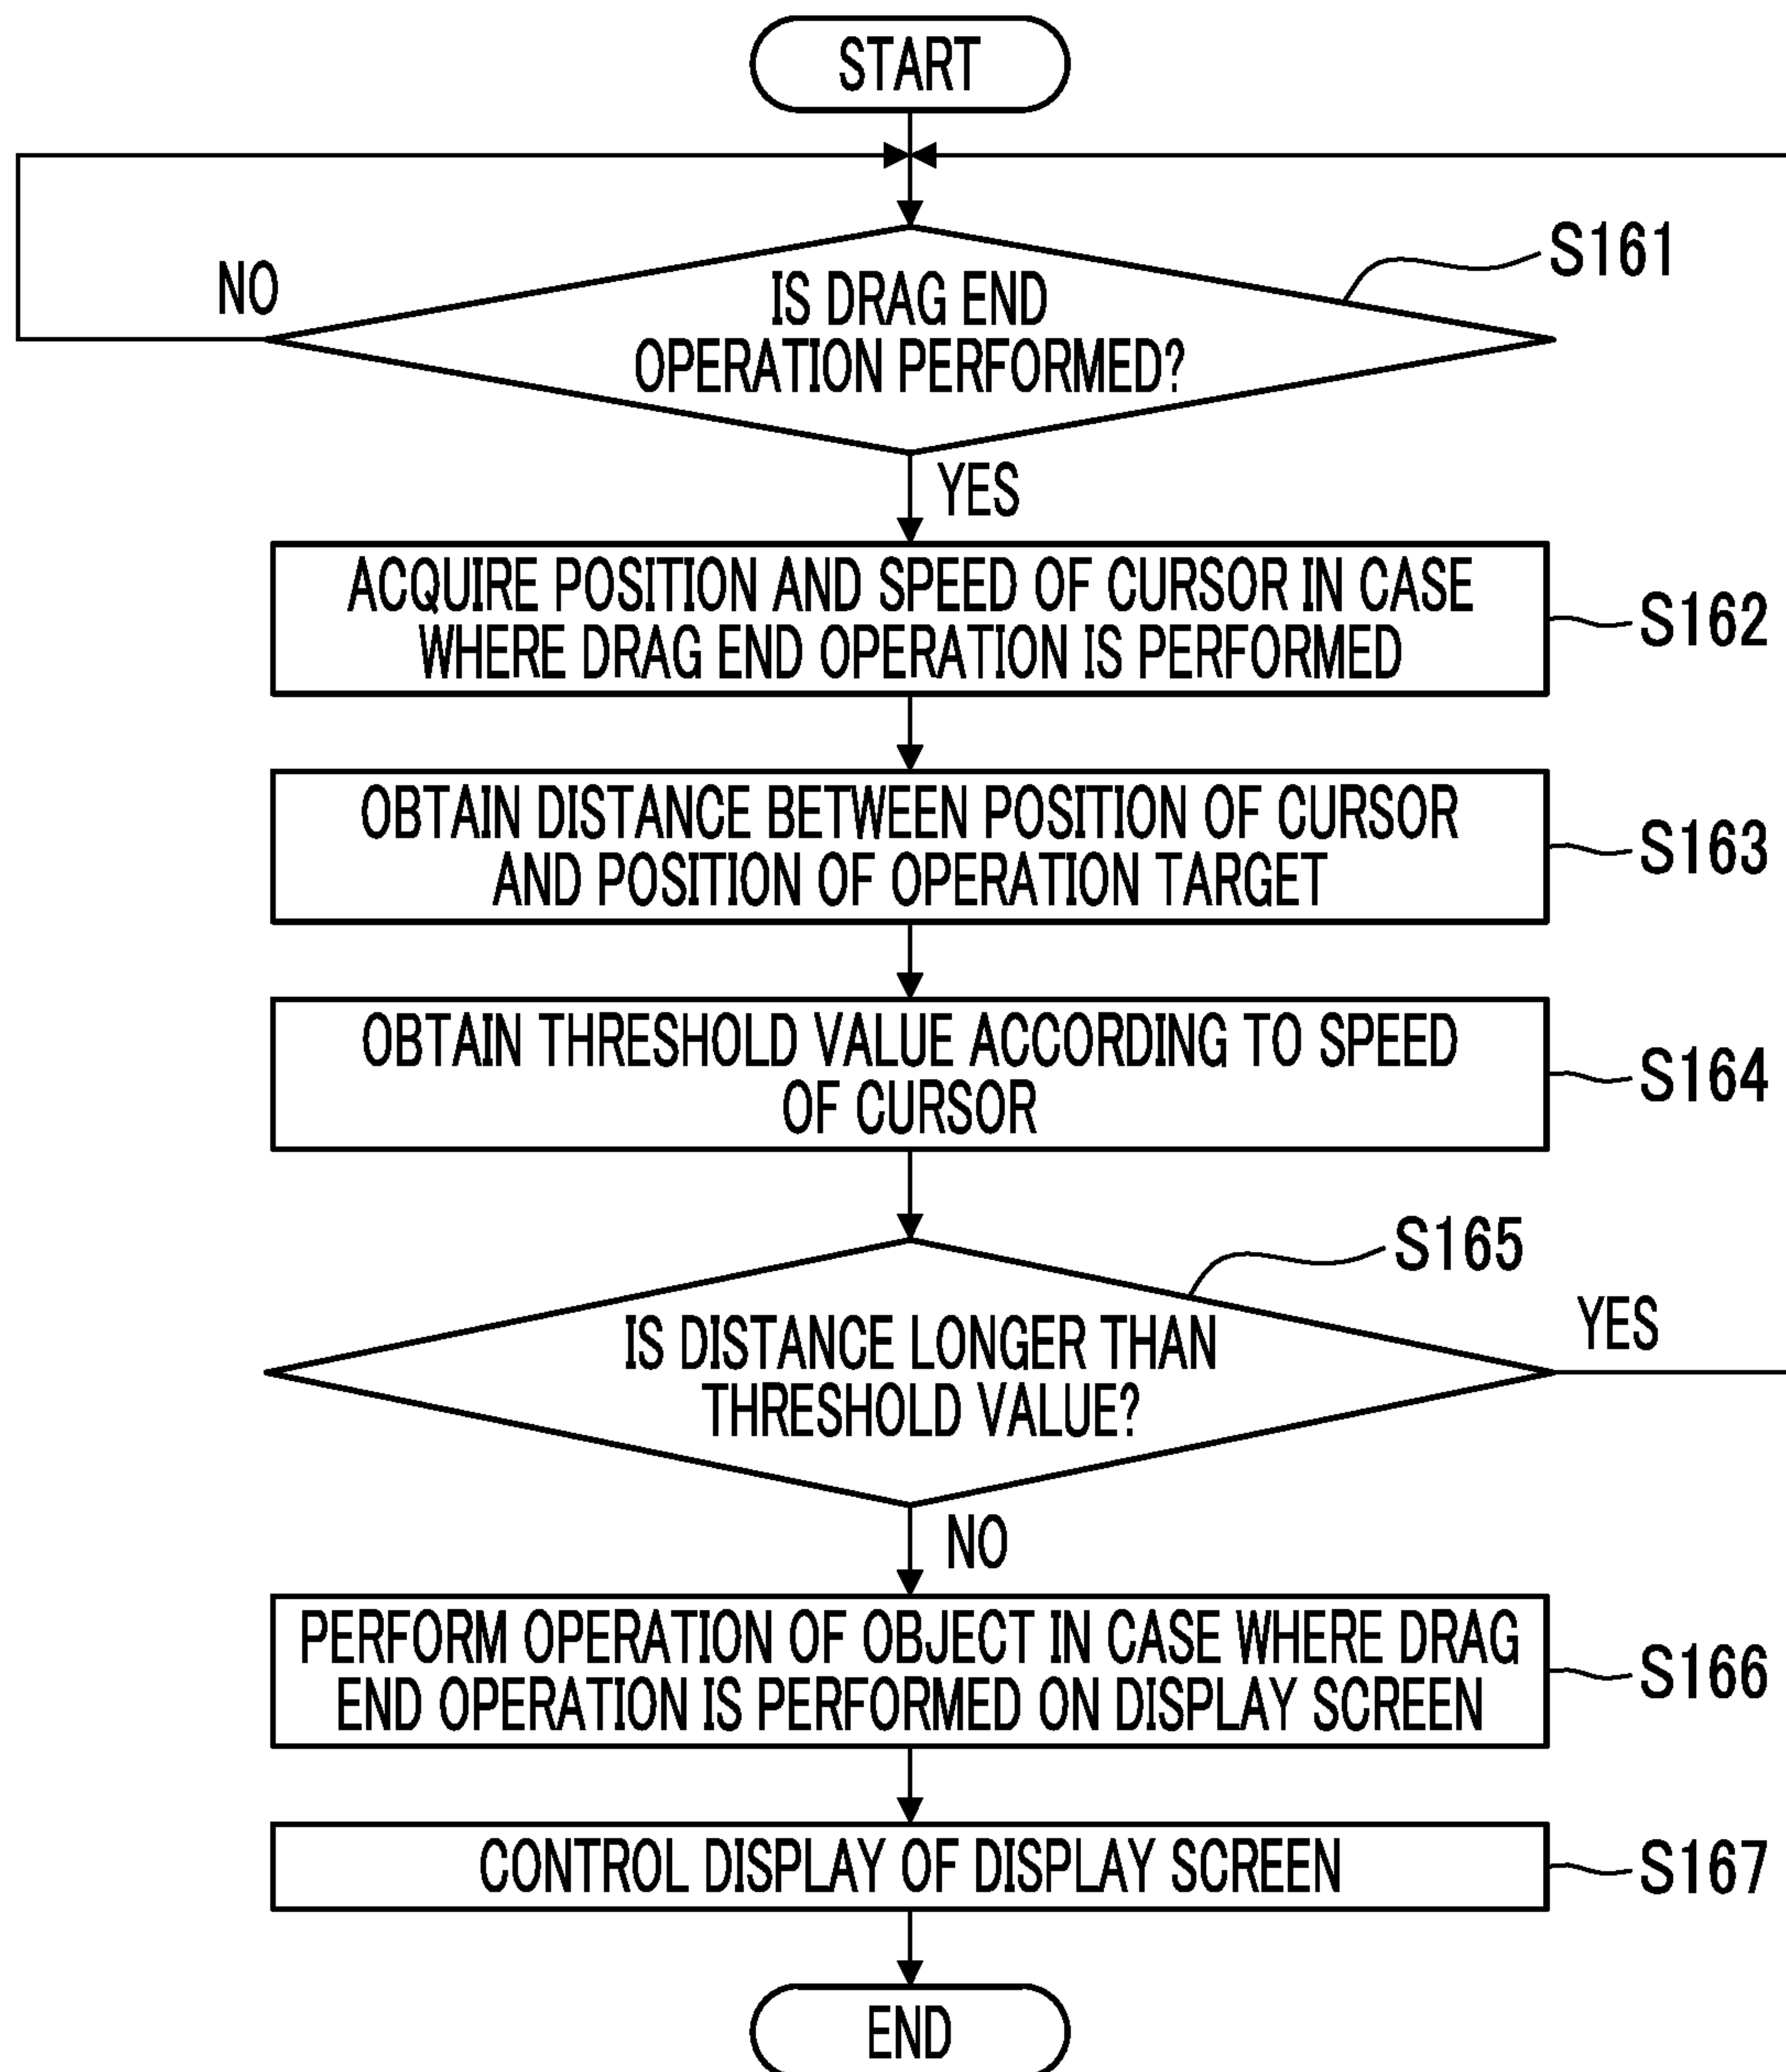 START
S161
NO
IS DRAG END
OPERATION PERFORMED?
YES
ACQUIRE POSITION AND SPEED OF CURSOR IN CASE
WHERE DRAG END OPERATION IS PERFORMED
S162
OBTAIN DISTANCE BETWEEN POSITION OF CURSOR
AND POSITION OF OPERATION TARGET
S163
OBTAIN THRESHOLD VALUE ACCORDING TO SPEED
OF CURSOR
S164
S165
IS DISTANCE LONGER THAN
THRESHOLD VALUE?
YES
NO
PERFORM OPERATION OF OBJECT IN CASE WHERE DRAG
END OPERATION IS PERFORMED ON DISPLAY SCREEN
S166
CONTROL DISPLAY OF DISPLAY SCREEN
S167
END